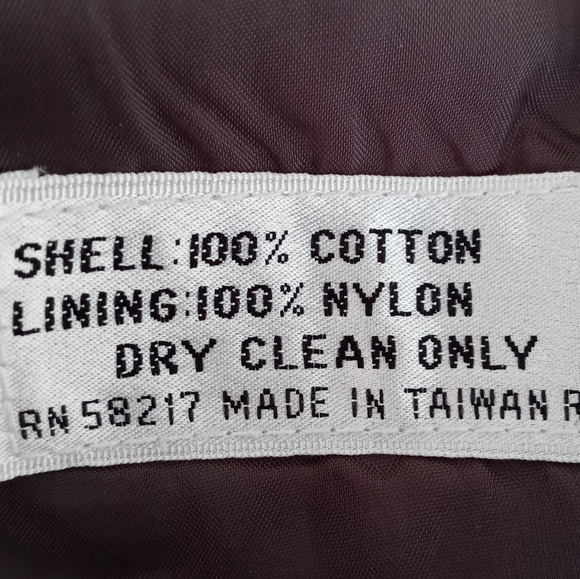 SHELL:100% COTTON
LINING:100% NYLON
DRY CLEAN ONLY
RN 58217 MADE IN TAIWAN R